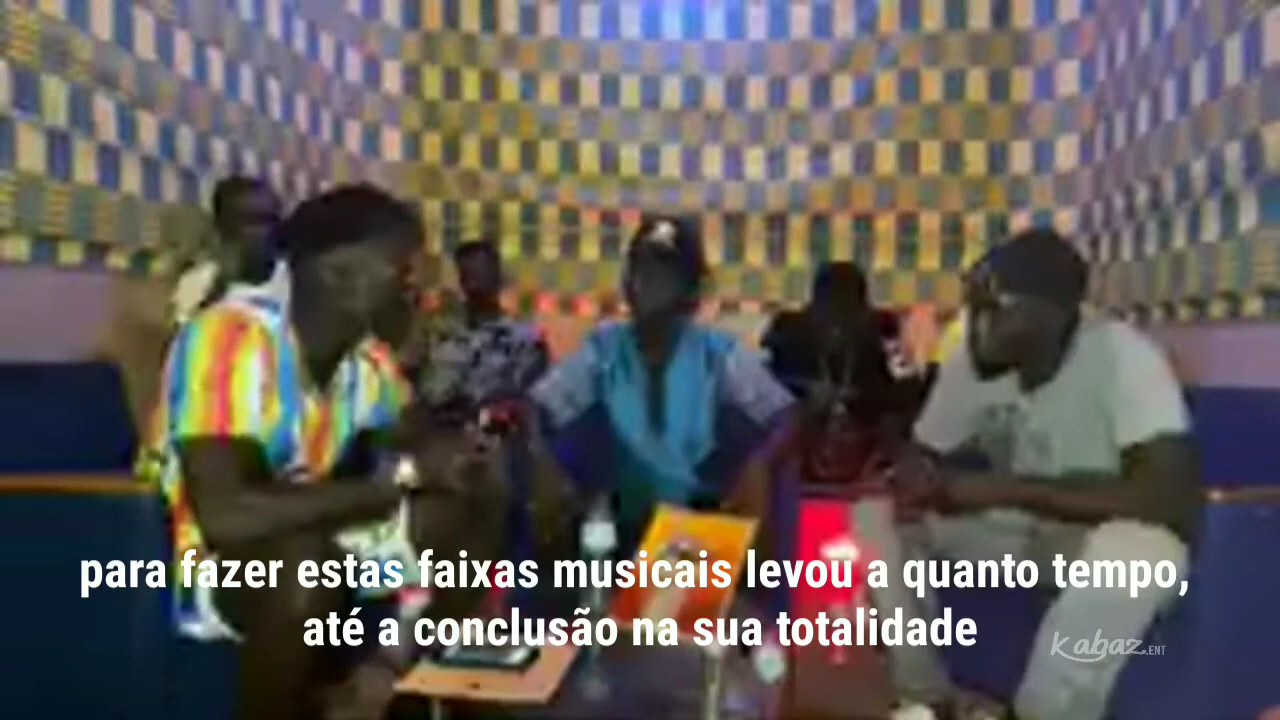 para fazer estas faixas musicais levou a quanto tempo,
até a conclusão na sua totalidade
Kabaz.ENT